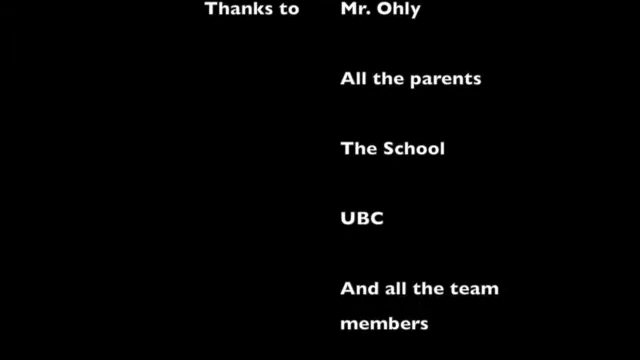 Thanks to Mr. Ohly
All the parents
The School
UBC
And all the team
members